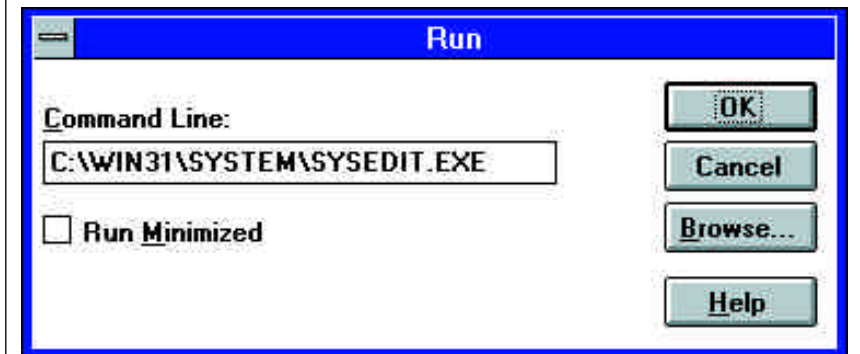 Run
Command Line:
C:\WIN31\SYSTEM\SYSEDIT.EXE
Run Minimized
OK
Cancel
Browse...
Help